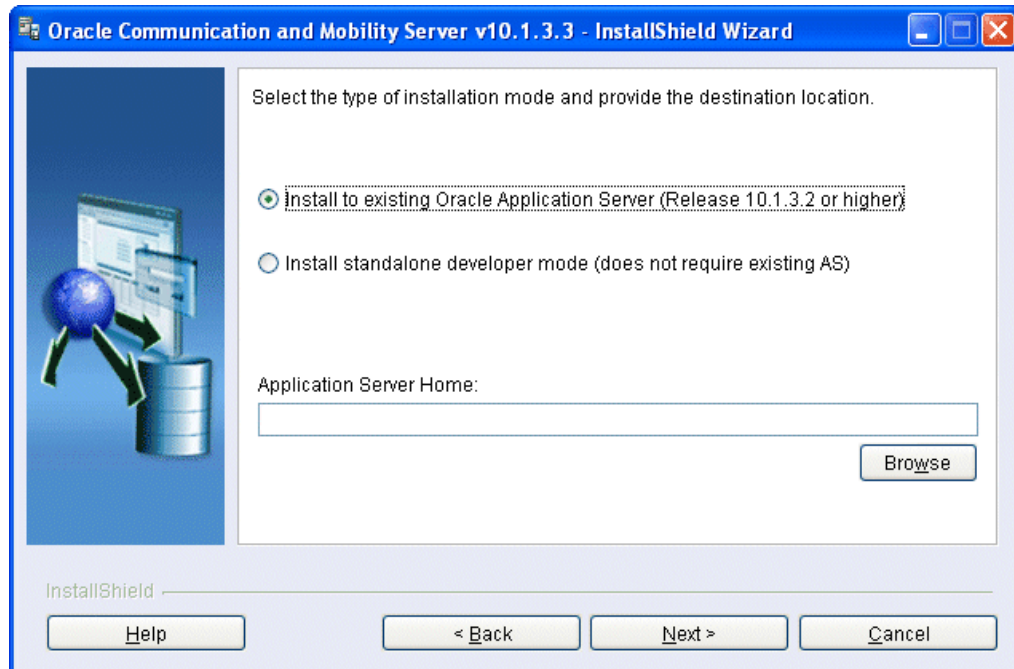 Oracle Communication and Mobility Server v10.1.3.3 - InstallShield Wizard
Select the type of installation mode and provide the destination location.
Install to existing Oracle Application Server (Release 10.1.3.2 or higher)
Install standalone developer mode (does not require existing AS)
Application Server Home:
Browse
InstallShield
Help
< Back
Next >
Cancel